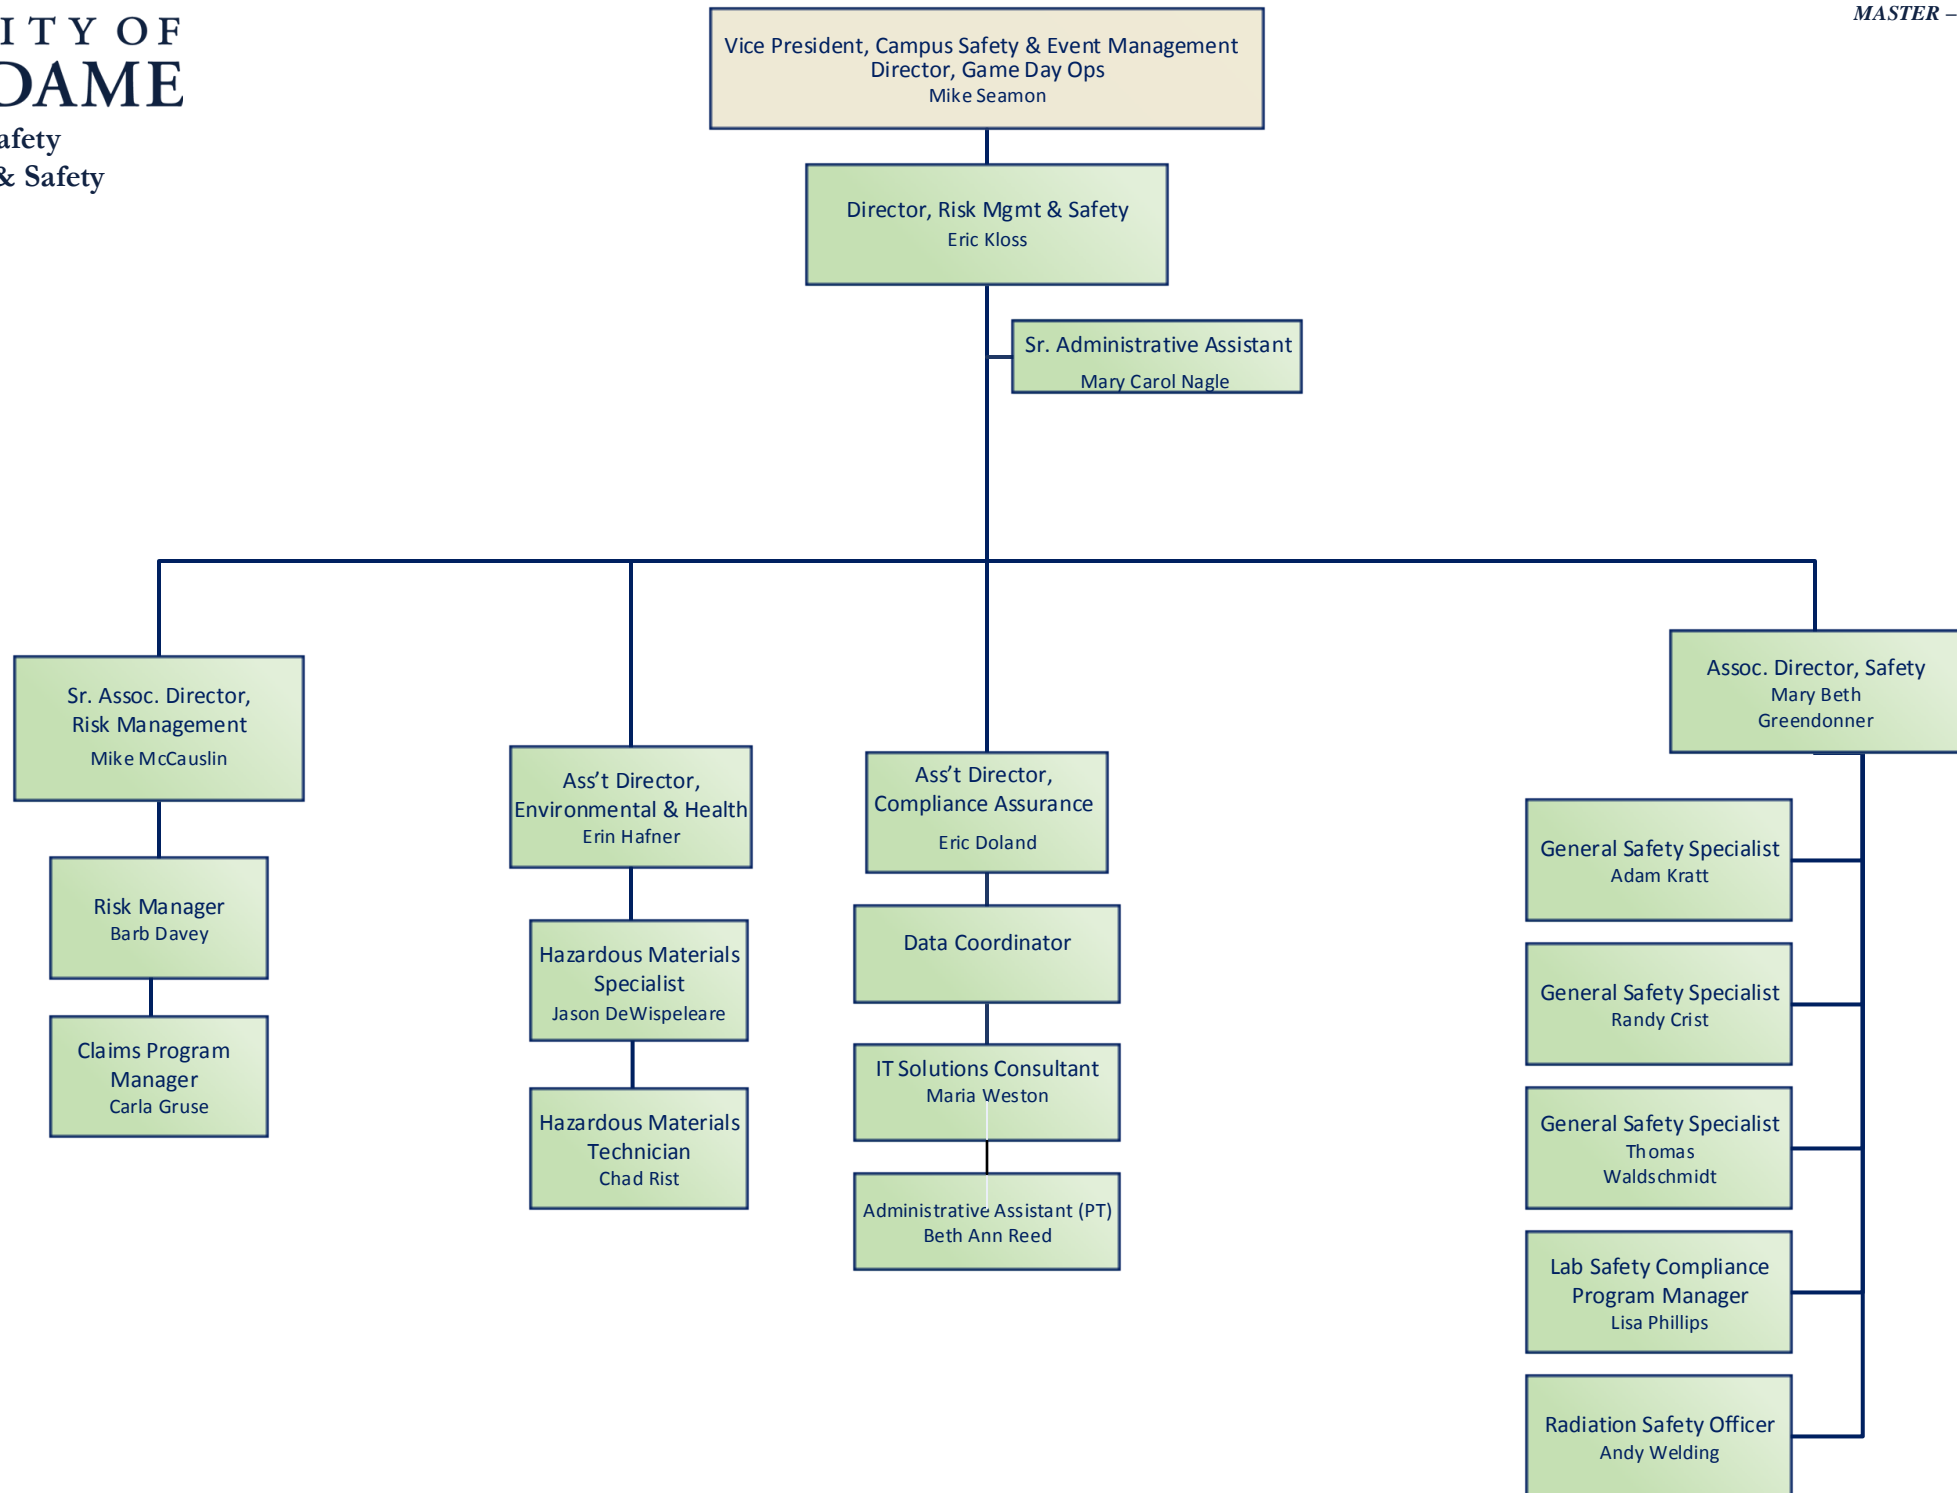 ITY OF
DAME
afety
& Safety
MASTER –
Vice President, Campus Safety & Event Management
Director, Game Day Ops
Mike Seamon
Director, Risk Mgmt & Safety
Eric Kloss
Sr. Administrative Assistant
Mary Carol Nagle
Sr. Assoc. Director,
Risk Management
Mike McCauslin
Risk Manager
Barb Davey
Claims Program
Manager
Carla Gruse
Ass’t Director,
Environmental & Health
Erin Hafner
Hazardous Materials
Specialist
Jason DeWispeleare
Hazardous Materials
Technician
Chad Rist
Ass’t Director,
Compliance Assurance
Eric Doland
Data Coordinator
IT Solutions Consultant
Maria Weston
Administrative Assistant (PT)
Beth Ann Reed
Assoc. Director, Safety
Mary Beth
Greendonner
General Safety Specialist
Adam Kratt
General Safety Specialist
Randy Crist
General Safety Specialist
Thomas
Waldschmidt
Lab Safety Compliance
Program Manager
Lisa Phillips
Radiation Safety Officer
Andy Welding